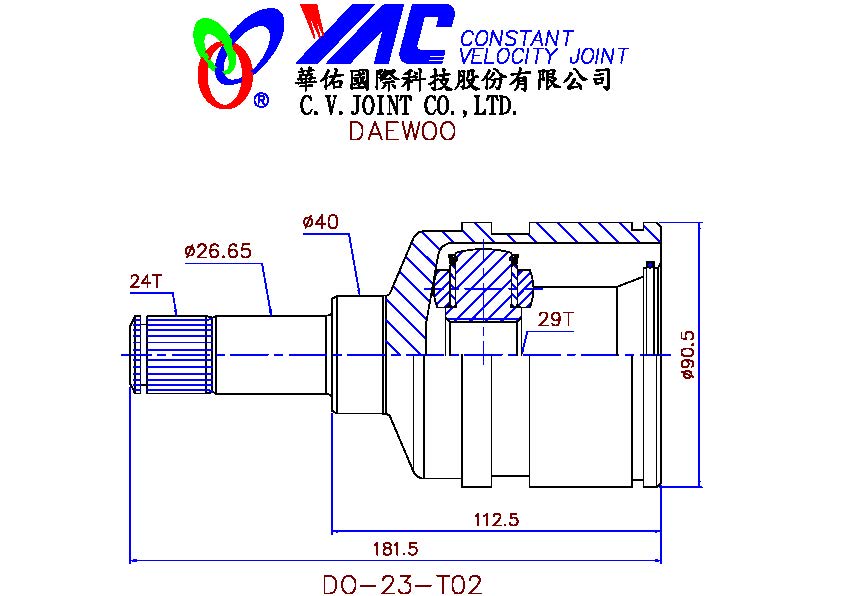 YAC CONSTANT
VELOCITY JOINT
®
華佑國際科技股份有限公司
C.V.JOINT CO.,LTD.
DAEWOO
ø40
ø26.65
24T
29T
ø90.5
112.5
181.5
DO-23-T02